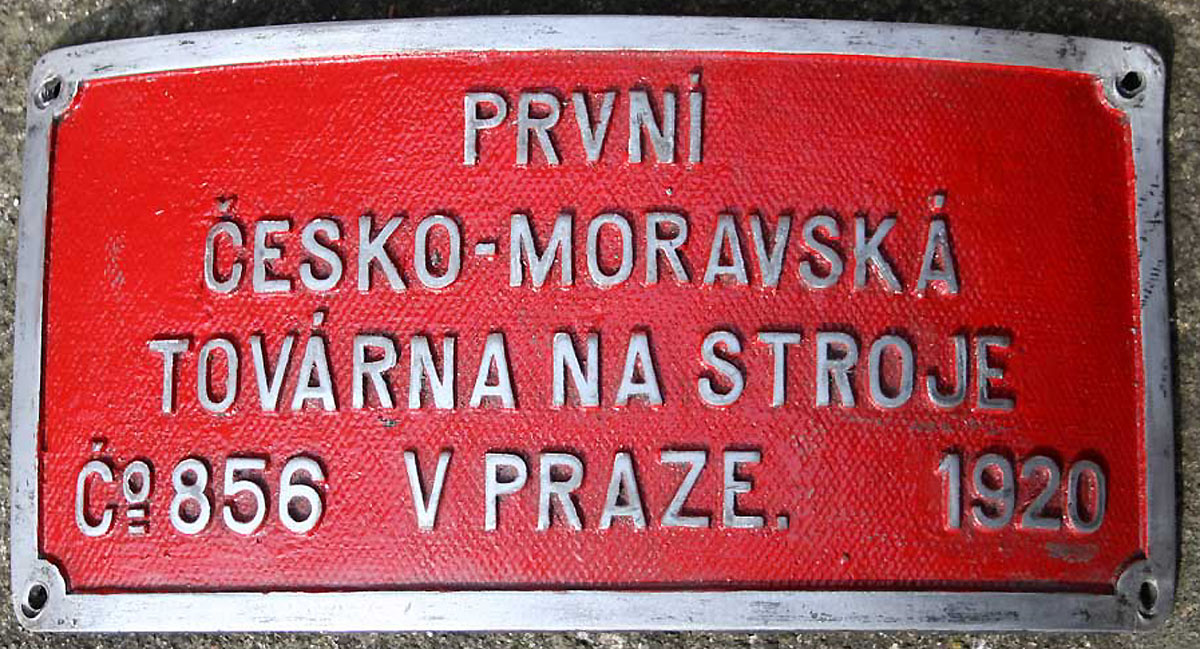 PRVNÍ
ČESKO-MORAVSKÁ
TOVÁRNA NA STROJE
Čo 856 V PRAZE. 1920